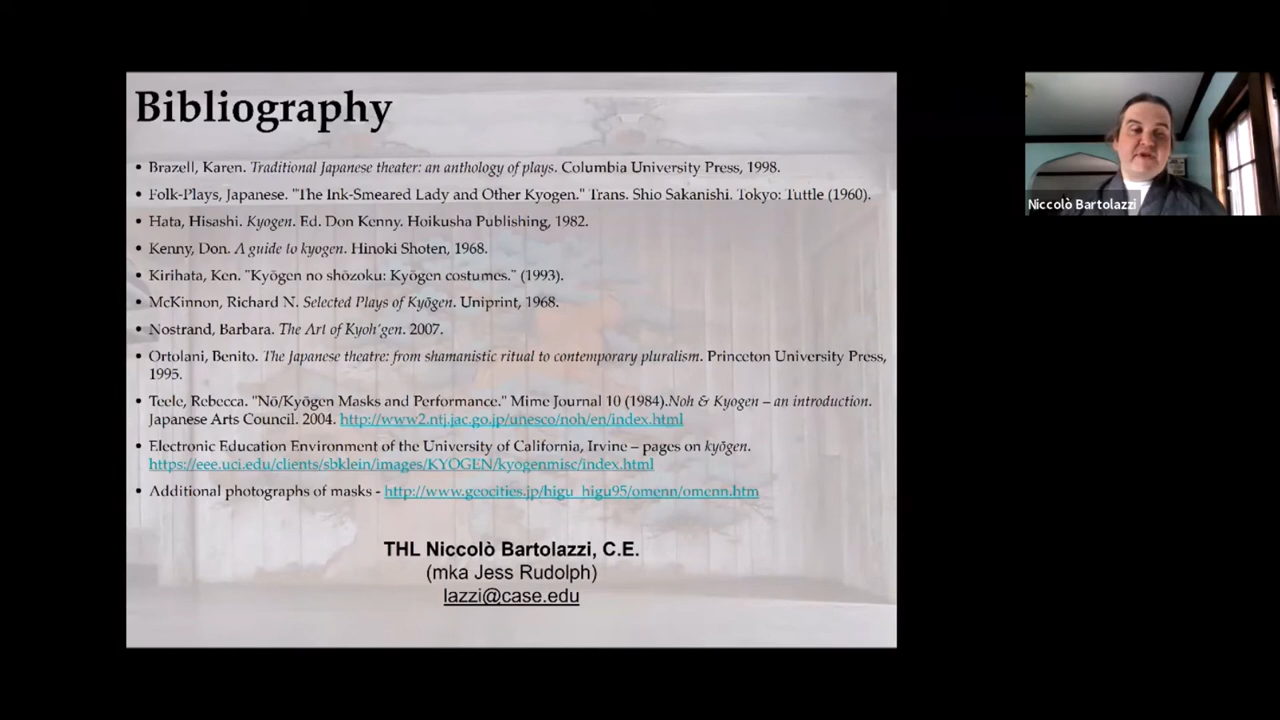 Bibliography
• Brazell, Karen. Traditional Japanese theater: an anthology of plays. Columbia University Press, 1998.
• Folk-Plays, Japanese. "The Ink-Smeared Lady and Other Kyogen." Trans. Shio Sakanishi. Tokyo: Tuttle (1960).
• Hata, Hisashi. Kyogen. Ed. Don Kenny. Hoikusha Publishing, 1982.
• Kenny, Don. A guide to kyogen. Hinoki Shoten, 1968.
• Kirihata, Ken. "Kyōgen no shōzoku: Kyōgen costumes." (1993).
• McKinnon, Richard N. Selected Plays of Kyōgen. Uniprint, 1968.
• Nostrand, Barbara. The Art of Kyoh'gen. 2007.
• Ortolani, Benito. The Japanese theatre: from shamanistic ritual to contemporary pluralism. Princeton University Press,
1995.
• Teele, Rebecca. "Nō/Kyōgen Masks and Performance." Mime Journal 10 (1984).Noh & Kyogen – an introduction.
Japanese Arts Council. 2004. http://www2.ntj.jac.go.jp/unesco/noh/en/index.html
• Electronic Education Environment of the University of California, Irvine – pages on kyōgen.
https://eee.uci.edu/clients/sbklein/images/KYOGEN/kyogenmisc/index.html
• Additional photographs of masks - http://www.geocities.jp/higu_higu95/omenn/omenn.htm
THL Niccolò Bartolazzi, C.E.
(mka Jess Rudolph)
lazzi@case.edu
Niccolò Bartolazzi